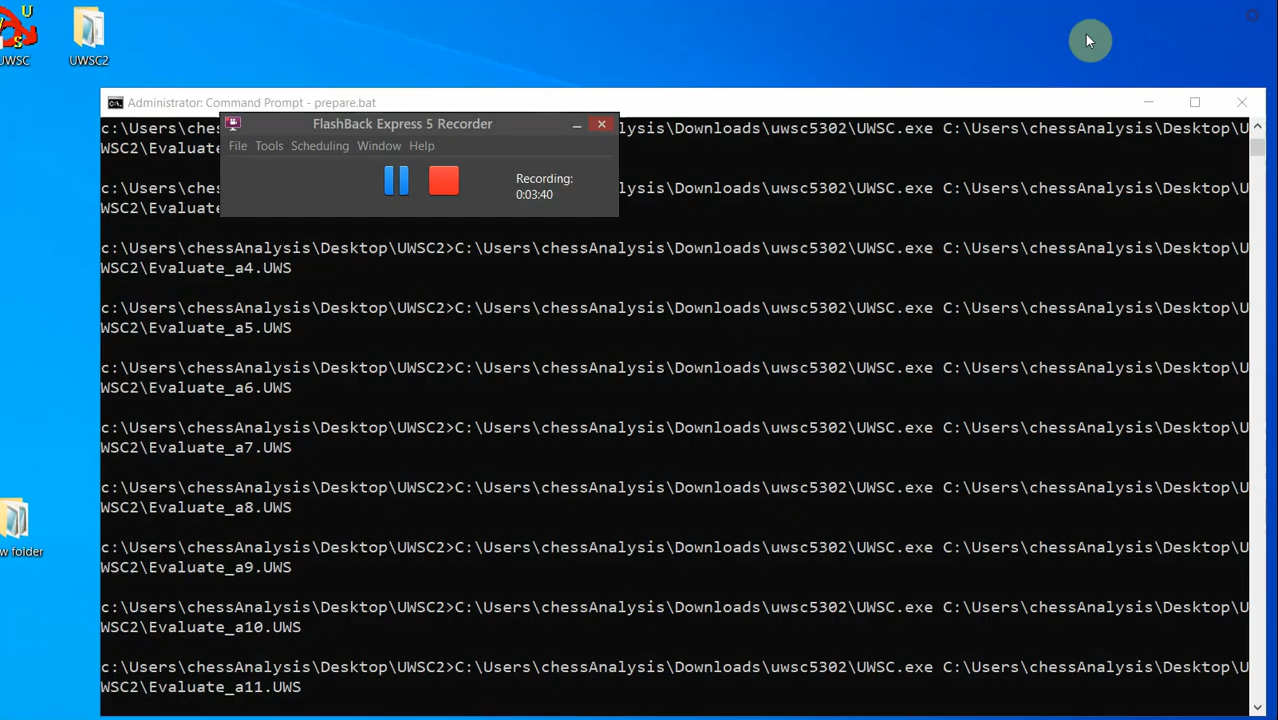 U
S
UWSC
UWSC2
Administrator: Command Prompt - prepare.bat
FlashBack Express 5 Recorder
File Tools Scheduling Window Help
Recording:
0:03:40
c:\Users\ches
lysis\Downloads\uwsc5302\UWSC.exe C:\Users\chessAnalysis\Desktop\U
WSC2\Evaluate
c:\Users\ches
lysis\Downloads\uwsc5302\UWSC.exe C:\Users\chessAnalysis\Desktop\U
WSC2\Evaluate
c:\Users\chessAnalysis\Desktop\UWSC2>C:\Users\chessAnalysis\Downloads\uwsc5302\UWSC.exe C:\Users\chessAnalysis\Desktop\U
WSC2\Evaluate_a4.UWS
c:\Users\chessAnalysis\Desktop\UWSC2>C:\Users\chessAnalysis\Downloads\uwsc5302\UWSC.exe C:\Users\chessAnalysis\Desktop\U
WSC2\Evaluate_a5.UWS
c:\Users\chessAnalysis\Desktop\UWSC2>C:\Users\chessAnalysis\Downloads\uwsc5302\UWSC.exe C:\Users\chessAnalysis\Desktop\U
WSC2\Evaluate_a6.UWS
c:\Users\chessAnalysis\Desktop\UWSC2>C:\Users\chessAnalysis\Downloads\uwsc5302\UWSC.exe C:\Users\chessAnalysis\Desktop\U
WSC2\Evaluate_a7.UWS
c:\Users\chessAnalysis\Desktop\UWSC2>C:\Users\chessAnalysis\Downloads\uwsc5302\UWSC.exe C:\Users\chessAnalysis\Desktop\U
WSC2\Evaluate_a8.UWS
c:\Users\chessAnalysis\Desktop\UWSC2>C:\Users\chessAnalysis\Downloads\uwsc5302\UWSC.exe C:\Users\chessAnalysis\Desktop\U
WSC2\Evaluate_a9.UWS
w folder
c:\Users\chessAnalysis\Desktop\UWSC2>C:\Users\chessAnalysis\Downloads\uwsc5302\UWSC.exe C:\Users\chessAnalysis\Desktop\U
WSC2\Evaluate_a10.UWS
c:\Users\chessAnalysis\Desktop\UWSC2>C:\Users\chessAnalysis\Downloads\uwsc5302\UWSC.exe C:\Users\chessAnalysis\Desktop\U
WSC2\Evaluate_a11.UWS